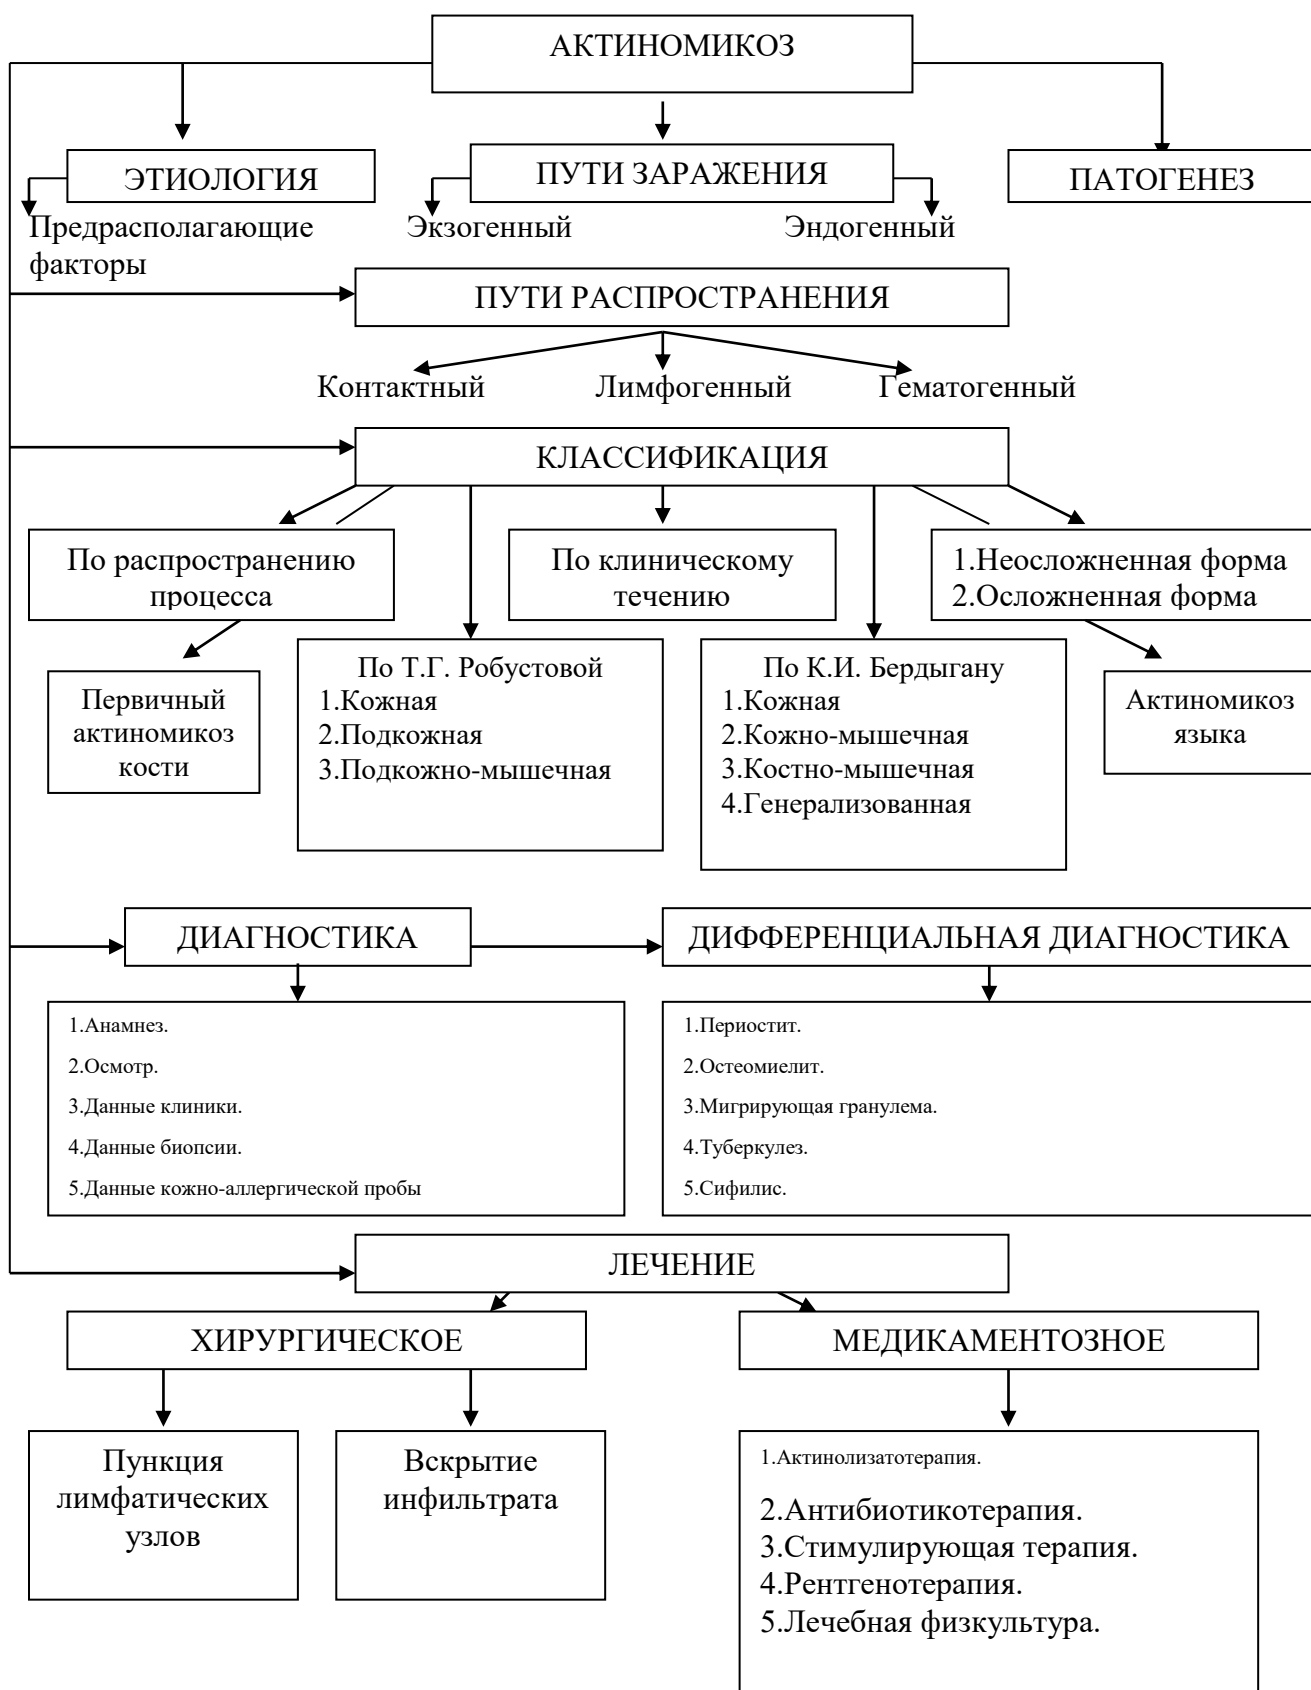 АКТИНОМИКОЗ
ЭТИОЛОГИЯ
ПУТИ ЗАРАЖЕНИЯ
ПАТОГЕНЕЗ
Предрасполагающие
факторы
Экзогенный
Эндогенный
ПУТИ РАСПРОСТРАНЕНИЯ
Контактный
Лимфогенный
Гематогенный
КЛАССИФИКАЦИЯ
По распространению
процесса
По клиническому
течению
1.Неосложненная форма
2.Осложненная форма
Первичный
актиномикоз
кости
По Т.Г. Робустовой
1.Кожная
2.Подкожная
3.Подкожно-мышечная
По К.И. Бердыгану
1.Кожная
2.Кожно-мышечная
3.Костно-мышечная
4.Генерализованная
Актиномикоз
языка
ДИАГНОСТИКА
ДИФФЕРЕНЦИАЛЬНАЯ ДИАГНОСТИКА
1.Анамнез.
2.Осмотр.
3.Данные клиники.
4.Данные биопсии.
5.Данные кожно-аллергической пробы
1.Периостит.
2.Остеомиелит.
3.Мигрирующая гранулема.
4.Туберкулез.
5.Сифилис.
ЛЕЧЕНИЕ
ХИРУРГИЧЕСКОЕ
МЕДИКАМЕНТОЗНОЕ
Пункция
лимфатических
узлов
Вскрытие
инфильтрата
1.Актинолизатотерапия.
2.Антибиотикотерапия.
3.Стимулирующая терапия.
4.Рентгенотерапия.
5.Лечебная физкультура.